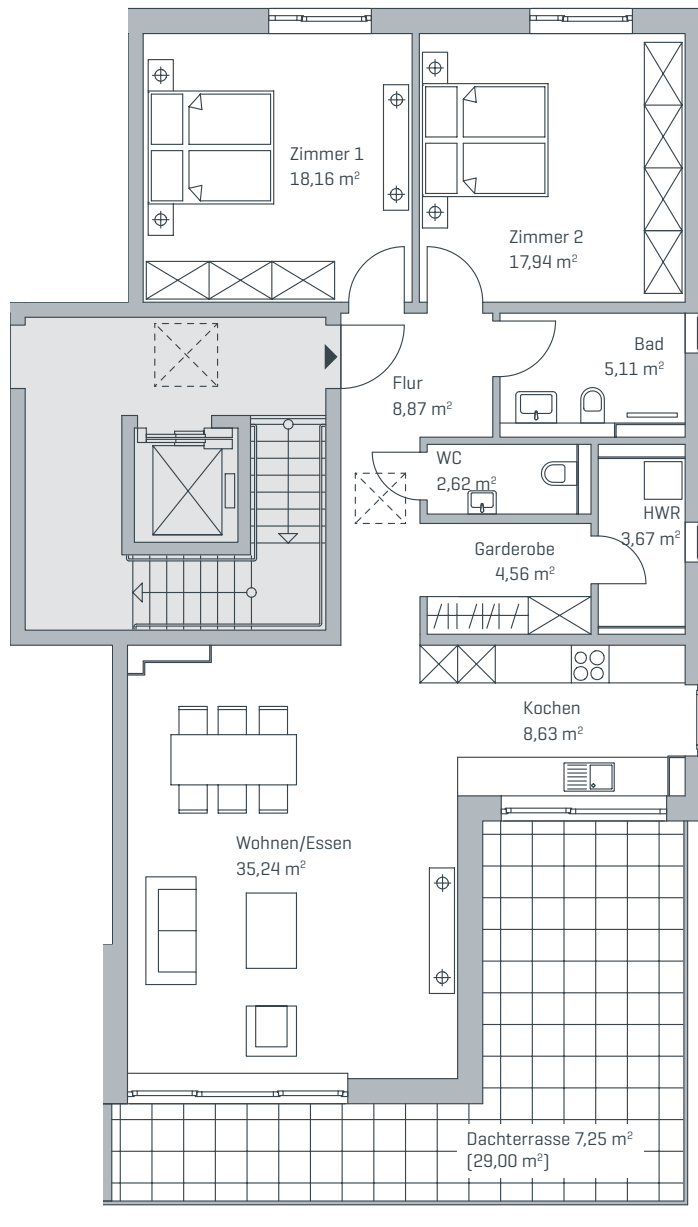 Zimmer 1
18,16 m²
Zimmer 2
17,94 m²
Bad
5,11 m²
Flur
8,87 m²
WC
2,62 m²
HWR
3,67 m²
Garderobe
4,56 m²
Kochen
8,63 m²
Wohnen/Essen
35,24 m²
Dachterrasse 7,25 m²
(29,00 m²)